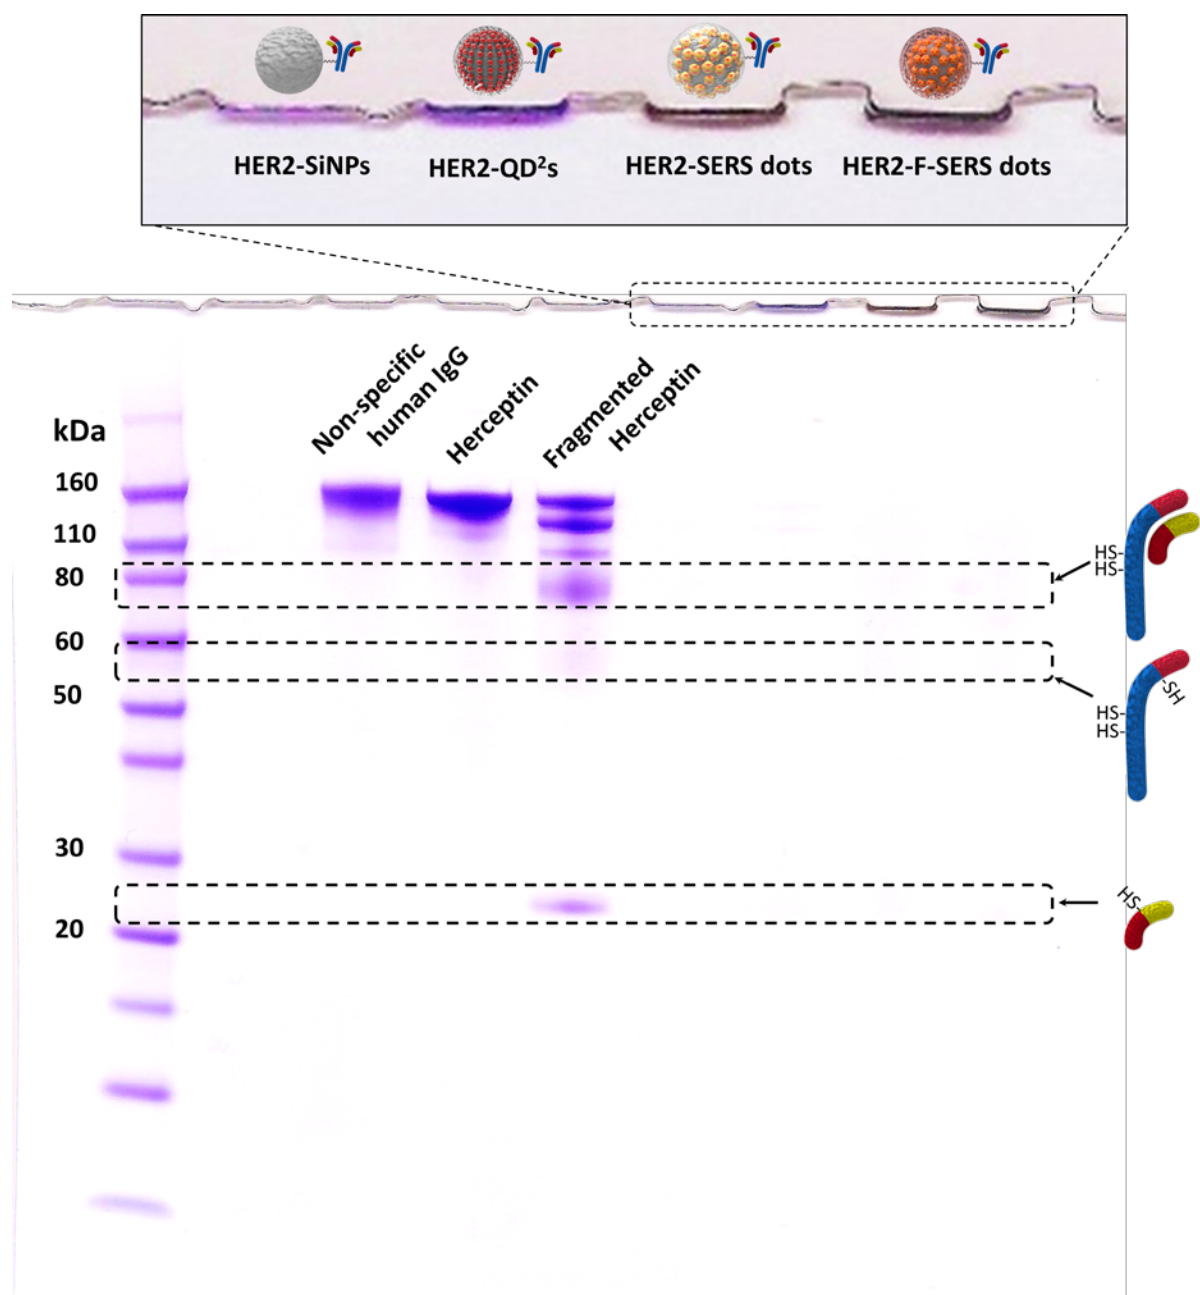 HER2-SiNPs HER2-QD²s HER2-SERS dots HER2-F-SERS dots
Non-specific
human IgG
Herceptin
Fragmented
Herceptin
kDa
160
110
80
60
50
30
20
HS-
HS-
-SH
HS-
HS-
HS-